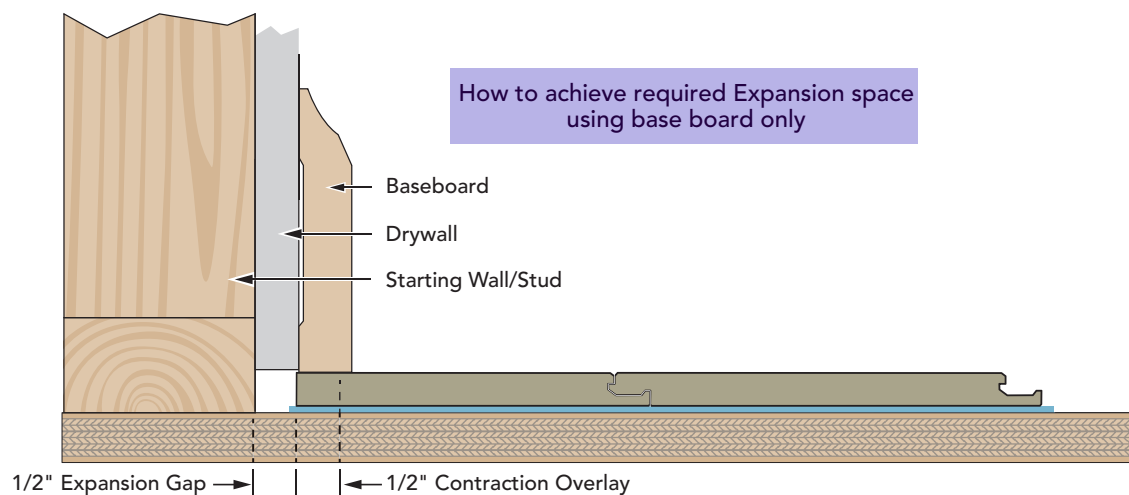 How to achieve required Expansion space
using base board only
Baseboard
Drywall
Starting Wall/Stud
1/2" Expansion Gap
1/2" Contraction Overlay